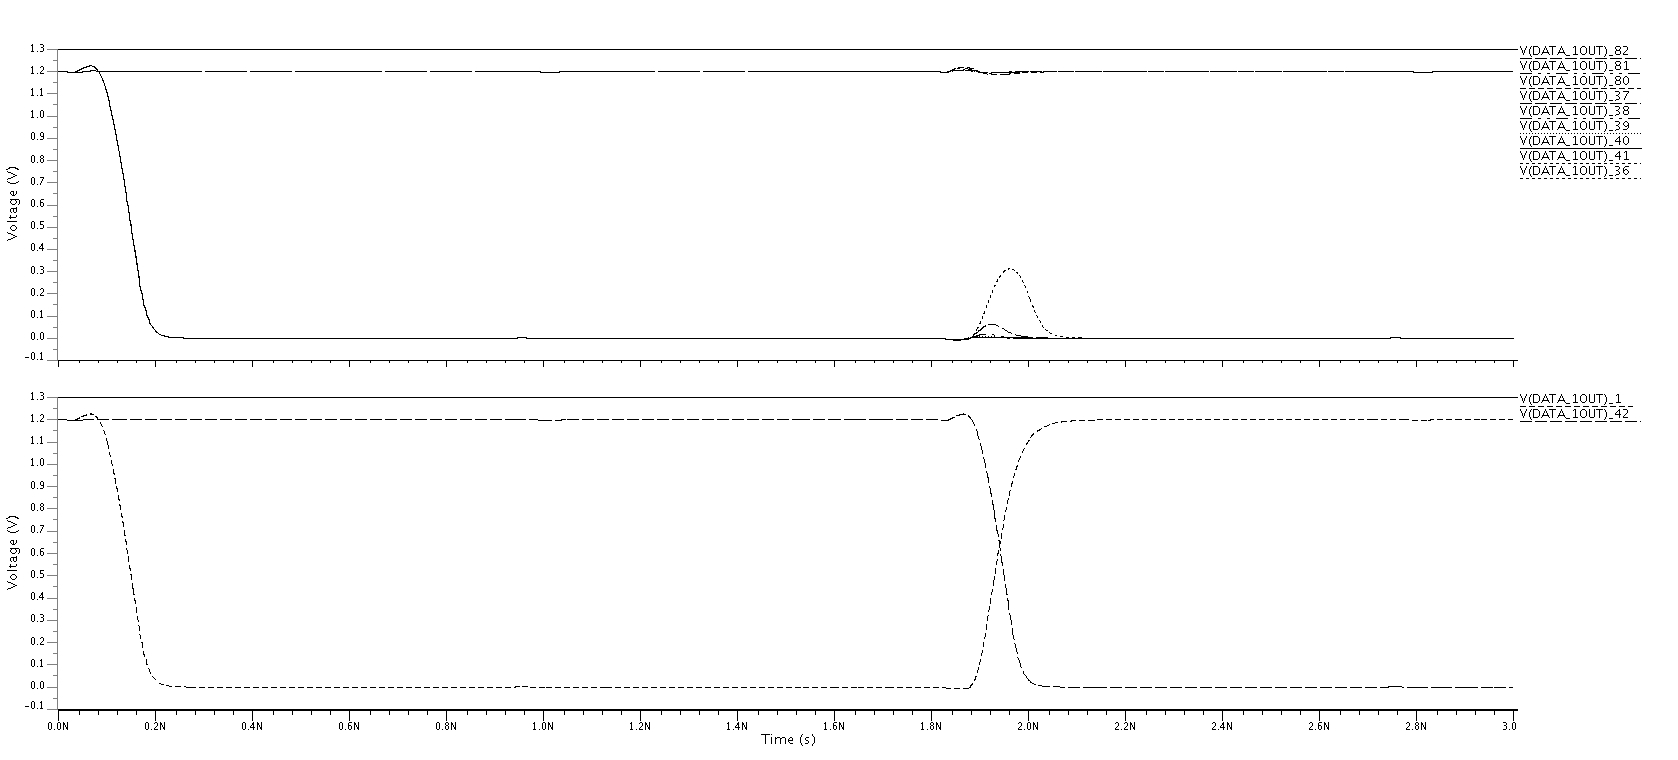 1.3
1.2
1.1
1.0
0.9
0.8
0.7
0.6
0.5
0.4
0.3
0.2
0.1
0.0
-0.1
Voltage (V)
V(DATA_1OUT)_82
V(DATA_1OUT)_81
V(DATA_1OUT)_80
V(DATA_1OUT)_37
V(DATA_1OUT)_38
V(DATA_1OUT)_39
V(DATA_1OUT)_40
V(DATA_1OUT)_41
V(DATA_1OUT)_36
1.3
1.2
1.1
1.0
0.9
0.8
0.7
0.6
0.5
0.4
0.3
0.2
0.1
0.0
-0.1
Voltage (V)
V(DATA_1OUT)_1
V(DATA_1OUT)_42
0.0N 0.2N 0.4N 0.6N 0.8N 1.0N 1.2N 1.4N 1.6N 1.8N 2.0N 2.2N 2.4N 2.6N 2.8N 3.0
Time (s)